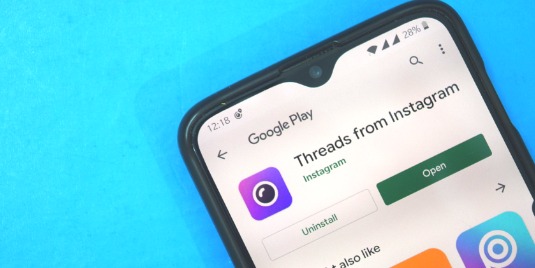 12:18
28%
Google Play
Threads from Instagram
Instagram
Uninstall
Open
t also like